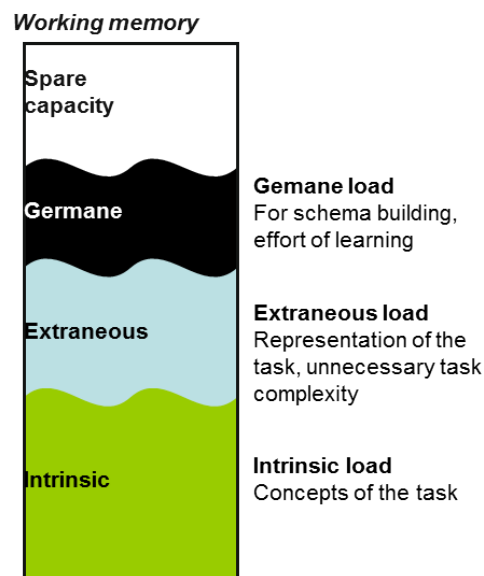 Working memory
Spare
capacity
Germane
Gemane load
For schema building,
effort of learning
Extraneous
Extraneous load
Representation of the
task, unnecessary task
complexity
Intrinsic
Intrinsic load
Concepts of the task